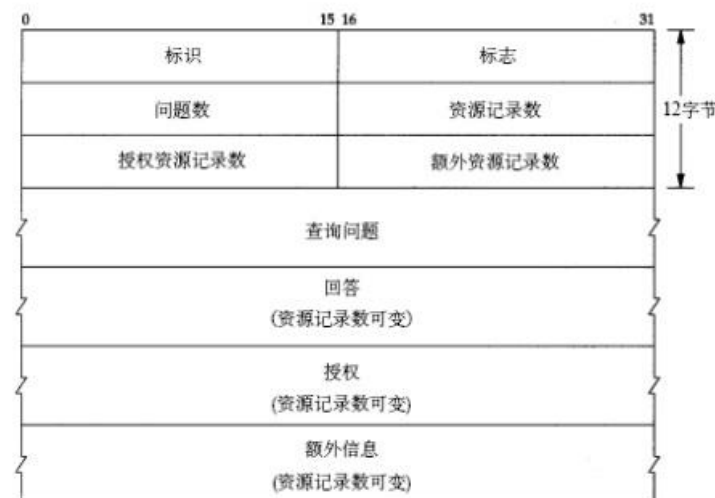 0 15 16 31
标识 标志
问题数 资源记录数 12字节
授权资源记录数 额外资源记录数
查询问题
回答
(资源记录数可变)
授权
(资源记录数可变)
额外信息
(资源记录数可变)